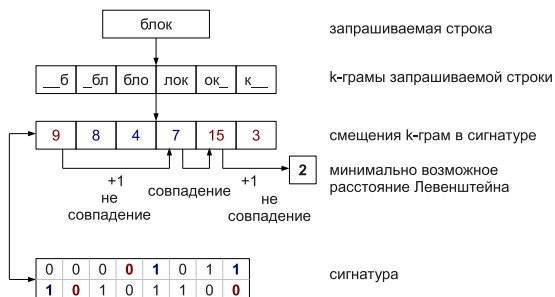 блок запрашиваемая строка
__б _бл бло лок ок_ к__ k-грамы запрашиваемой строки
9 8 4 7 15 3 смещения k-грам в сигнатуре
+1 не совпадение
совпадение
+1 не совпадение
2
минимально возможное
расстояние Левенштейна
0 0 0 0 1 0 1 1 сигнатура
1 0 1 0 1 1 0 0